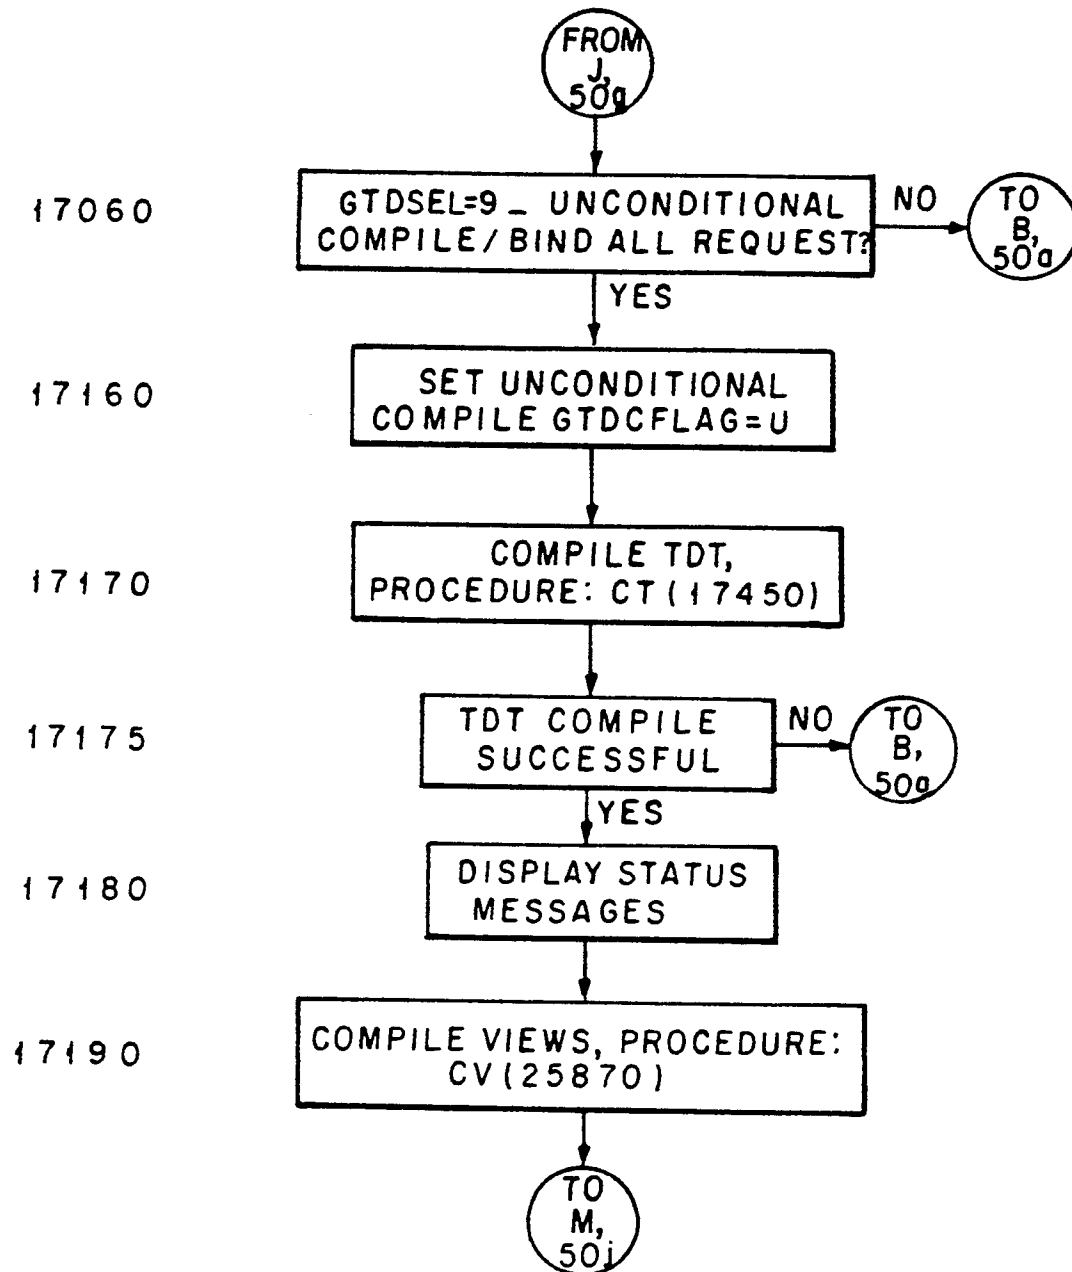 FROM
J,
50g
17060
GTDSEL=9 - UNCONDITIONAL
COMPILE/BIND ALL REQUEST?
NO
TO
B,
50a
YES
17160
SET UNCONDITIONAL
COMPILE GTDCFLAG=U
17170
COMPILE TDT,
PROCEDURE: CT(17450)
17175
TDT COMPILE
SUCCESSFUL
NO
TO
B,
50a
YES
17180
DISPLAY STATUS
MESSAGES
17190
COMPILE VIEWS, PROCEDURE:
CV(25870)
TO
M,
50j